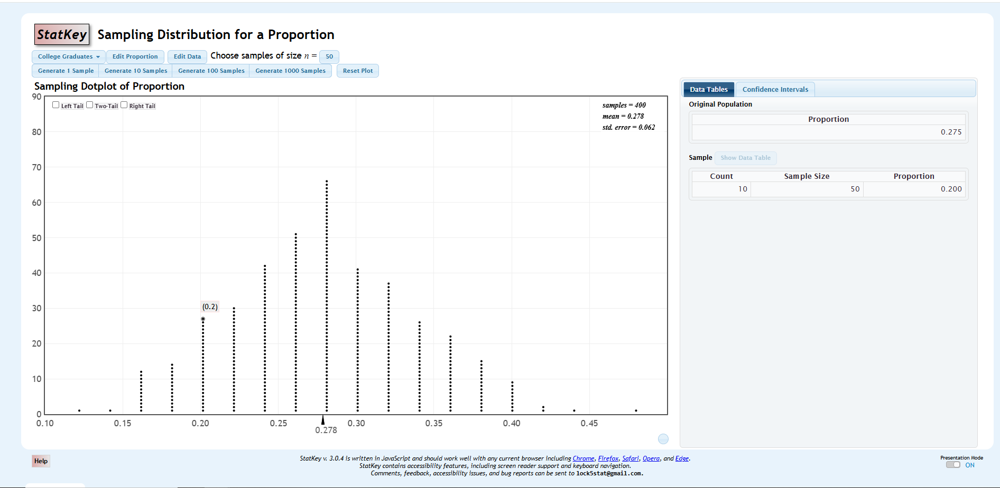 StatKey Sampling Distribution for a Proportion
College Graduates Edit Proportion Edit Data Choose samples of size n = 50
Generate 1 Sample Generate 10 Samples Generate 100 Samples Generate 1000 Samples Reset Plot
Sampling Dotplot of Proportion
Left Tail Two-Tail Right Tail
samples = 400
mean = 0.278
std. error = 0.062
90
80
70
60
50
40
30
20
10
0
(0.2)
0.10 0.15 0.20 0.25 0.30 0.35 0.40 0.45
0.278
Data Tables Confidence Intervals
Original Population
Proportion
0.275
Sample Show Data Table
Count Sample Size Proportion
10 50 0.200
Help
StatKey v. 3.0.4 is written in JavaScript and should work well with any current browser including Chrome, Firefox, Safari, Opera, and Edge.
StatKey contains accessibility features, including screen reader support and keyboard navigation.
Comments, feedback, accessibility issues, and bug reports can be sent to lock5stat@gmail.com.
Presentation Mode
ON